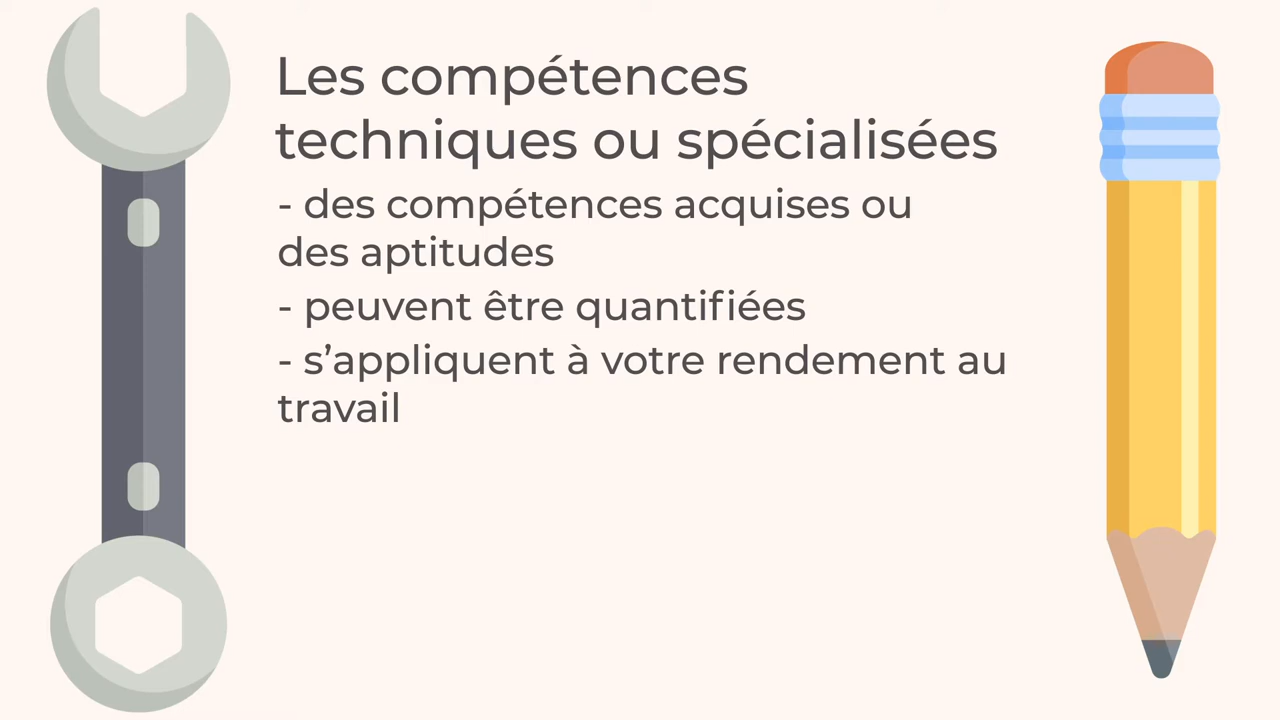 Les compétences
techniques ou spécialisées
- des compétences acquises ou
des aptitudes
- peuvent être quantifiées
- s’appliquent à votre rendement au
travail